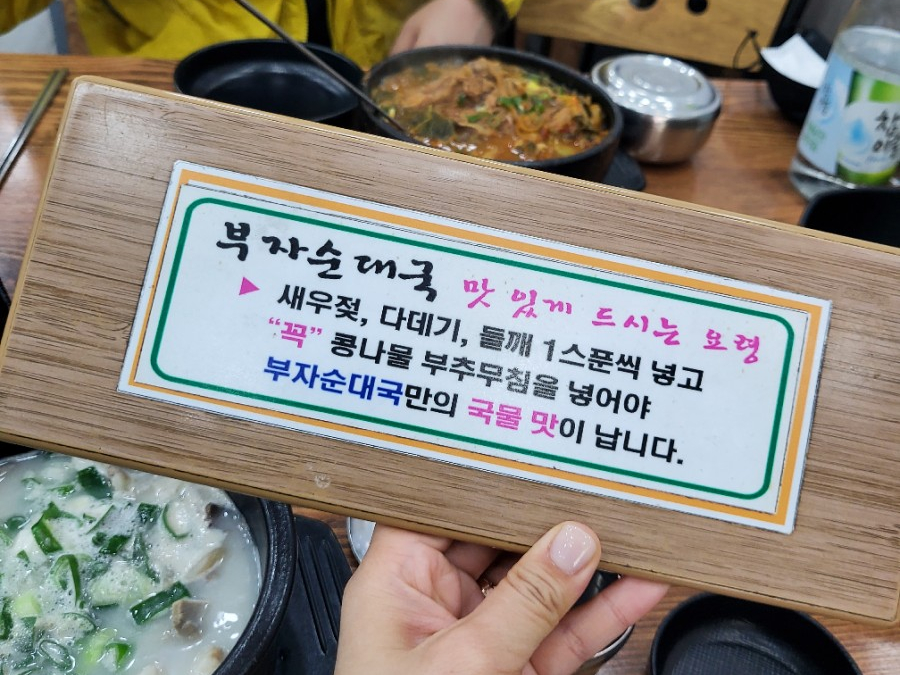 부자순대국 맛있게 드시는 요령
▶ 새우젖, 다데기, 들깨 1스푼씩 넣고
“꼭” 콩나물 부추무침을 넣어야
부자순대국만의 국물 맛이 납니다.